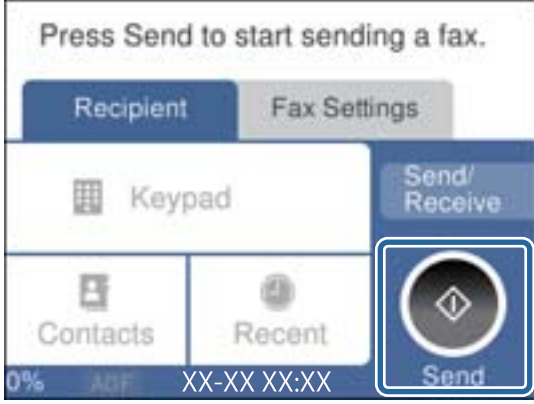 Press Send to start sending a fax.
Recipient
Fax Settings
Keypad
Send/
Receive
Contacts
Recent
Send
0%
ADF
XX-XX XX:XX